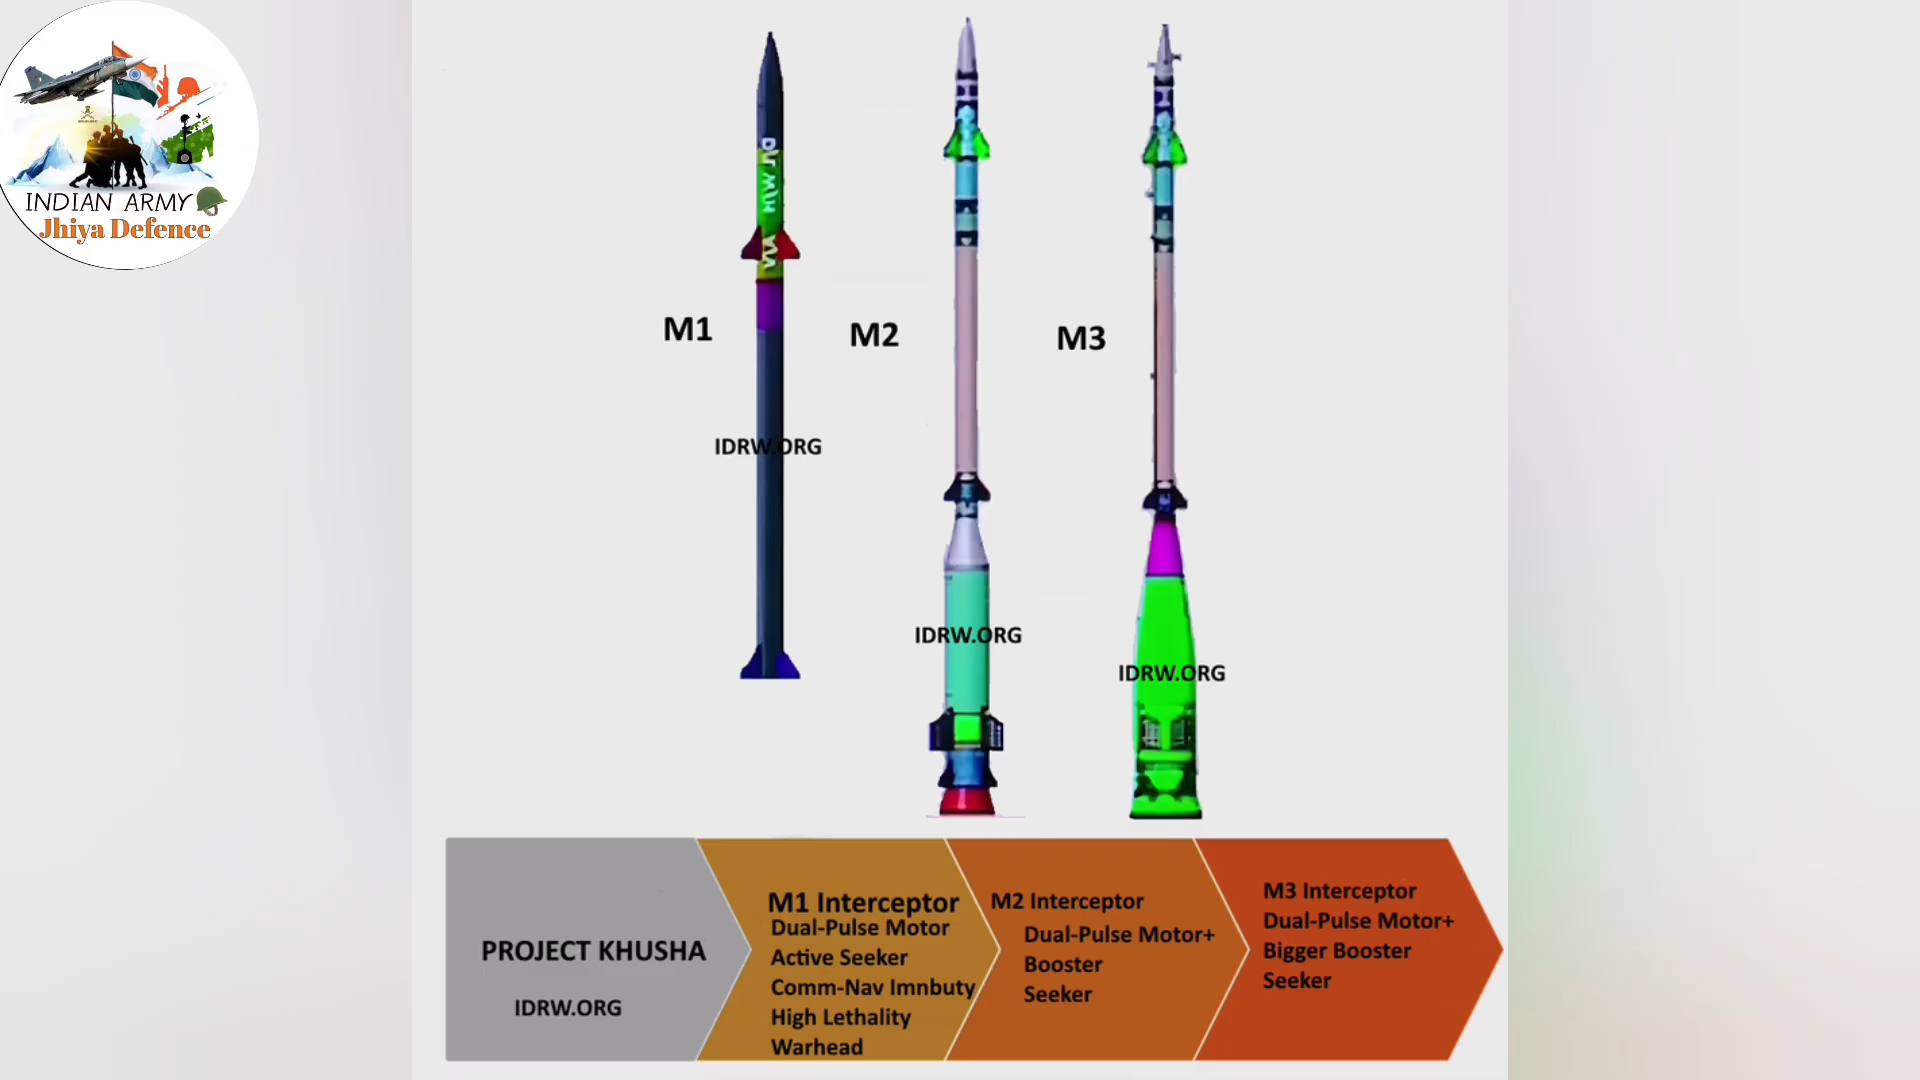 INDIAN ARMY
Jhiya Defence
M1
M2
M3
IDRW.ORG
IDRW.ORG
IDRW.ORG
PROJECT KHUSHA
IDRW.ORG
M1 Interceptor
Dual-Pulse Motor
Active Seeker
Comm-Nav Imnbuty
High Lethality
Warhead
M2 Interceptor
Dual-Pulse Motor+
Booster
Seeker
M3 Interceptor
Dual-Pulse Motor+
Bigger Booster
Seeker